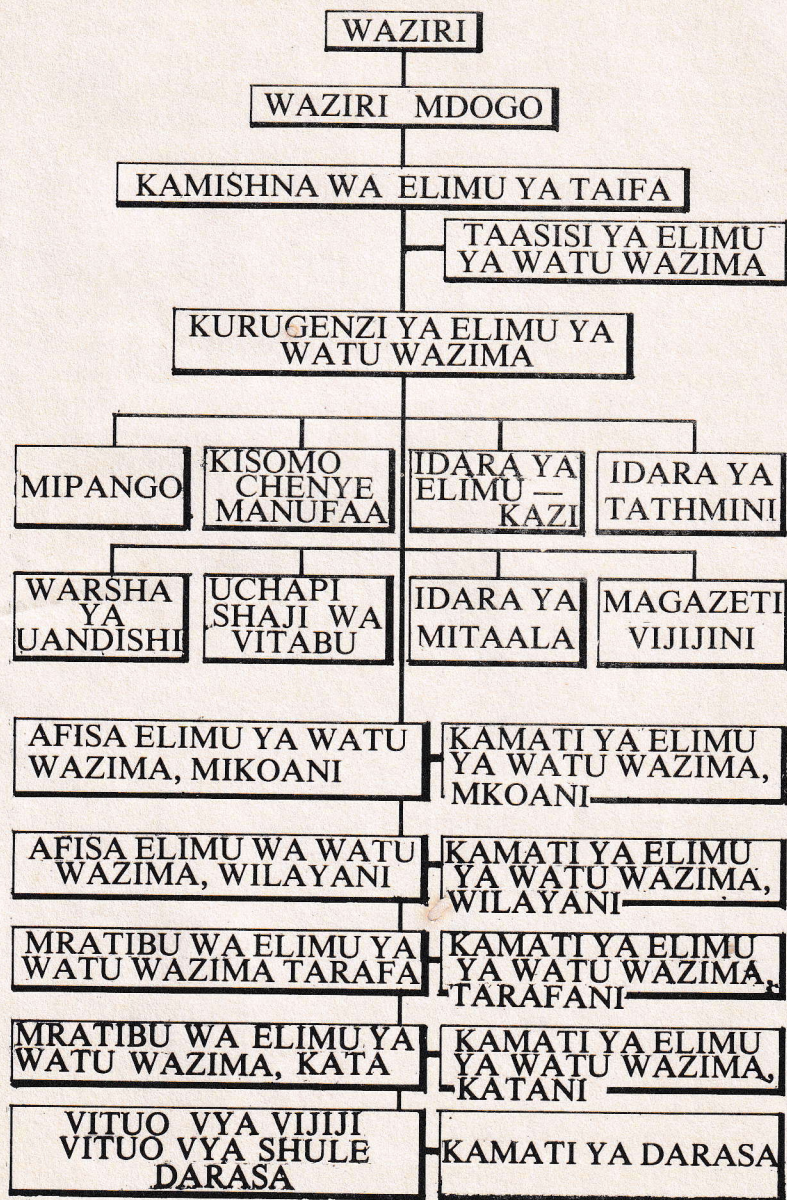 WAZIRI
WAZIRI MDOGO
KAMISHNA WA ELIMU YA TAIFA
TAASISI YA ELIMU
YA WATU WAZIMA
KURUGENZI YA ELIMU YA
WATU WAZIMA
MIPANGO
KISOMO
CHENYE
MANUFAA
IDARA YA
ELIMU —
KAZI
IDARA YA
TATHMINI
WARSHA
YA
UANDISHI
UCHAPI
SHAJI WA
VITABU
IDARA YA
MITAALA
MAGAZETI
VIJIJINI
AFISA ELIMU YA WATU
WAZIMA, MIKOANI
KAMATI YA ELIMU
YA WATU WAZIMA,
MKOANI
AFISA ELIMU WA WATU
WAZIMA, WILAYANI
KAMATI YA ELIMU
YA WATU WAZIMA,
WILAYANI
MRATIBU WA ELIMU YA
WATU WAZIMA TARAFA
KAMATI YA ELIMU
YA WATU WAZIMA,
TARAFANI
MRATIBU WA ELIMU YA
WATU WAZIMA, KATA
KAMATI YA ELIMU
YA WATU WAZIMA,
KATANI
VITUO VYA VIJIJI
VITUO VYA SHULE
DARASA
KAMATI YA DARASA